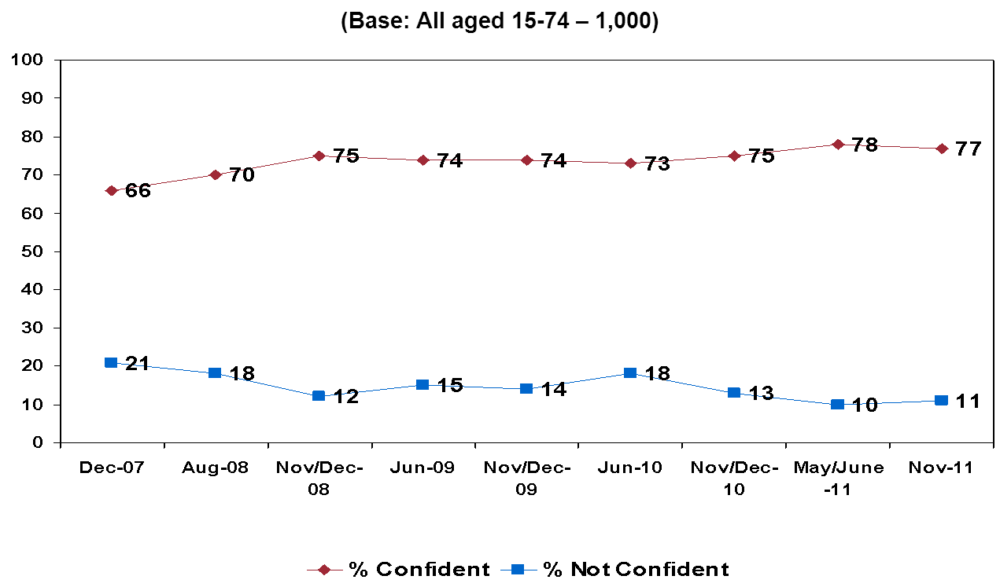 (Base: All aged 15-74 – 1,000)
100
90
80
70
60
50
40
30
20
10
0
66
70
75
74
74
73
75
78
77
21
18
12
15
14
18
13
10
11
Dec-07
Aug-08
Nov/Dec-
08
Jun-09
Nov/Dec-
09
Jun-10
Nov/Dec-
10
May/June
-11
Nov-11
% Confident
% Not Confident